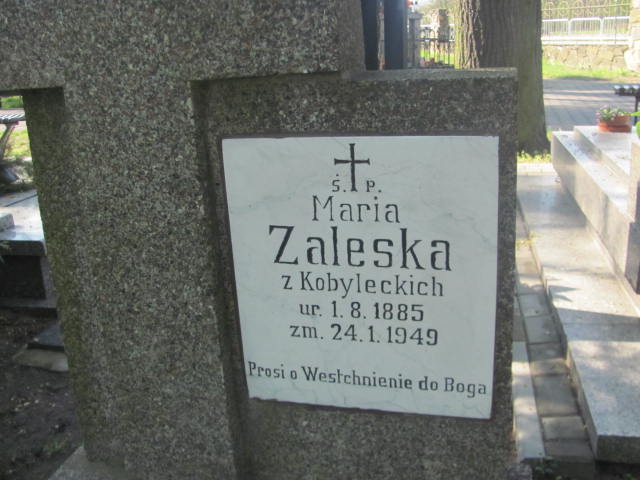 Ś. P.
Maria
Zaleska
z Kobyleckich
ur. 1.8.1885
zm. 24.1.1949
Prosi o Westchnienie do Boga